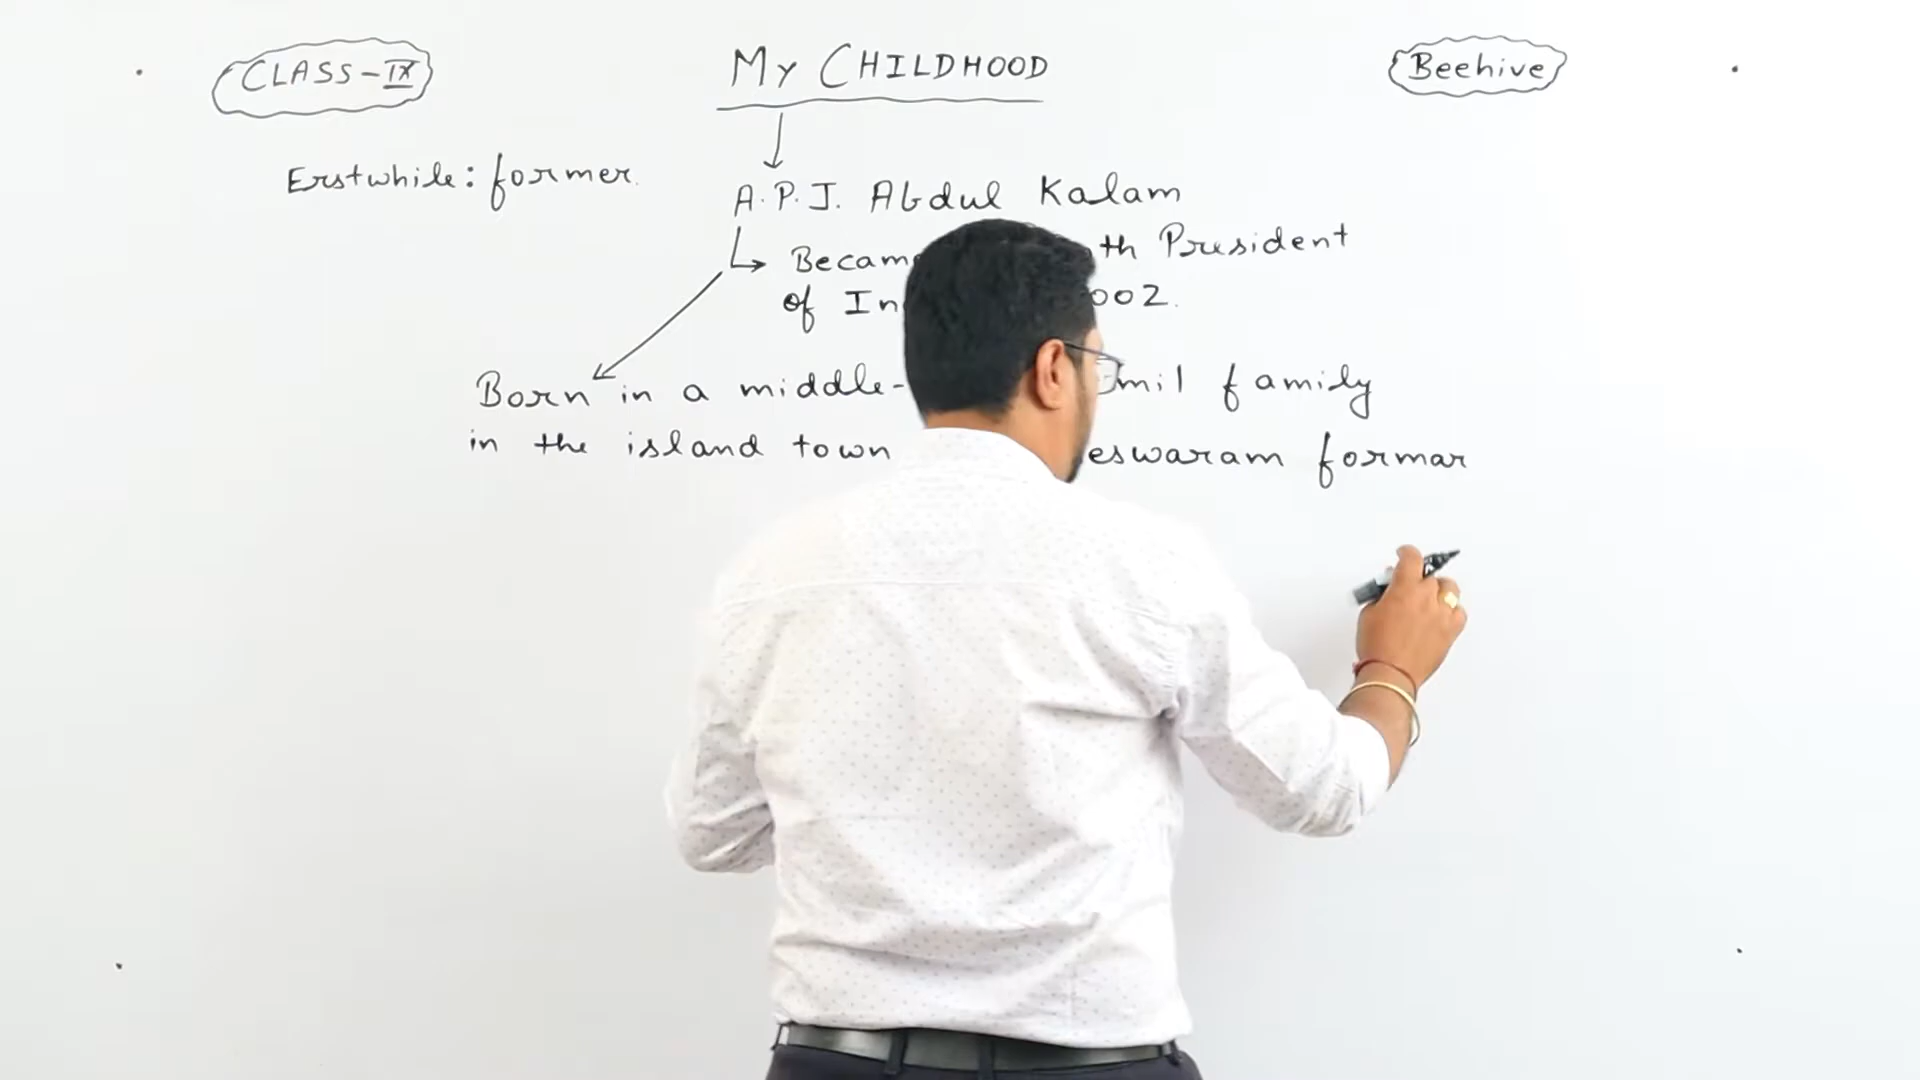 CLASS-IX
MY CHILDHOOD
Beehive
Erstwhile: former.
A.P.J. Abdul Kalam
Became th President
of In 002.
Born in a middle- mil family
in the island town eswaram formar